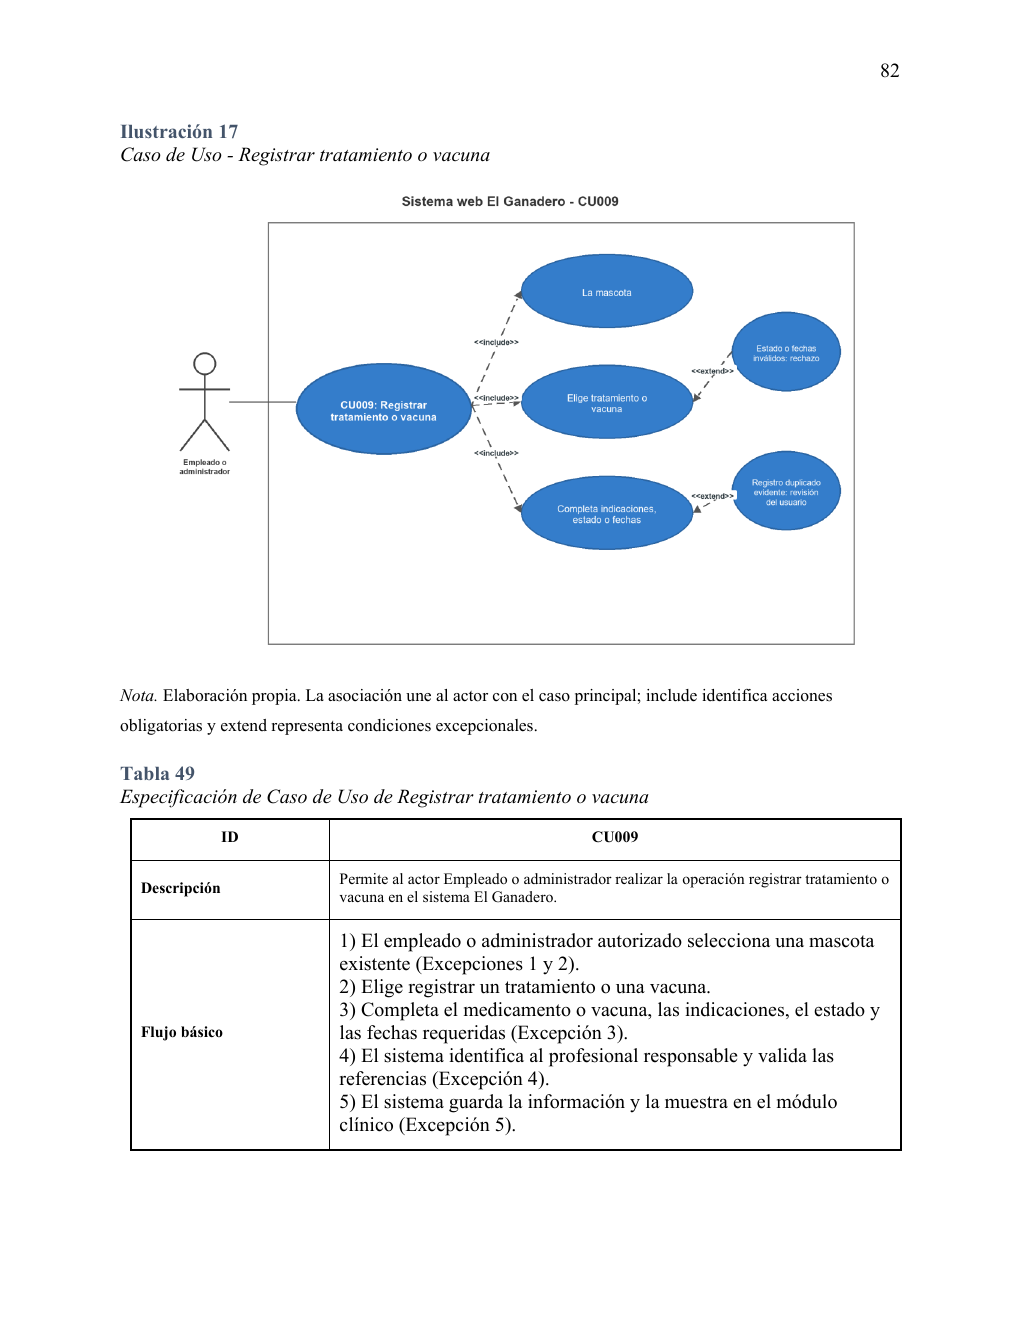 82
Ilustración 17
Caso de Uso - Registrar tratamiento o vacuna
Sistema web El Ganadero - CU009
La mascota
<<include>>
Estado o fechas
inválidos: rechazo
<<extend>>
Elige tratamiento o
vacuna
<<include>>
CU009: Registrar
tratamiento o vacuna
Empleado o
administrador
<<include>>
Registro duplicado
evidente: revisión
del usuario
<<extend>>
Completa indicaciones,
estado o fechas
Nota. Elaboración propia. La asociación une al actor con el caso principal; include identifica acciones
obligatorias y extend representa condiciones excepcionales.
Tabla 49
Especificación de Caso de Uso de Registrar tratamiento o vacuna
ID
CU009
Descripción
Permite al actor Empleado o administrador realizar la operación registrar tratamiento o
vacuna en el sistema El Ganadero.
Flujo básico
1) El empleado o administrador autorizado selecciona una mascota
existente (Excepciones 1 y 2).
2) Elige registrar un tratamiento o una vacuna.
3) Completa el medicamento o vacuna, las indicaciones, el estado y
las fechas requeridas (Excepción 3).
4) El sistema identifica al profesional responsable y valida las
referencias (Excepción 4).
5) El sistema guarda la información y la muestra en el módulo
clínico (Excepción 5).